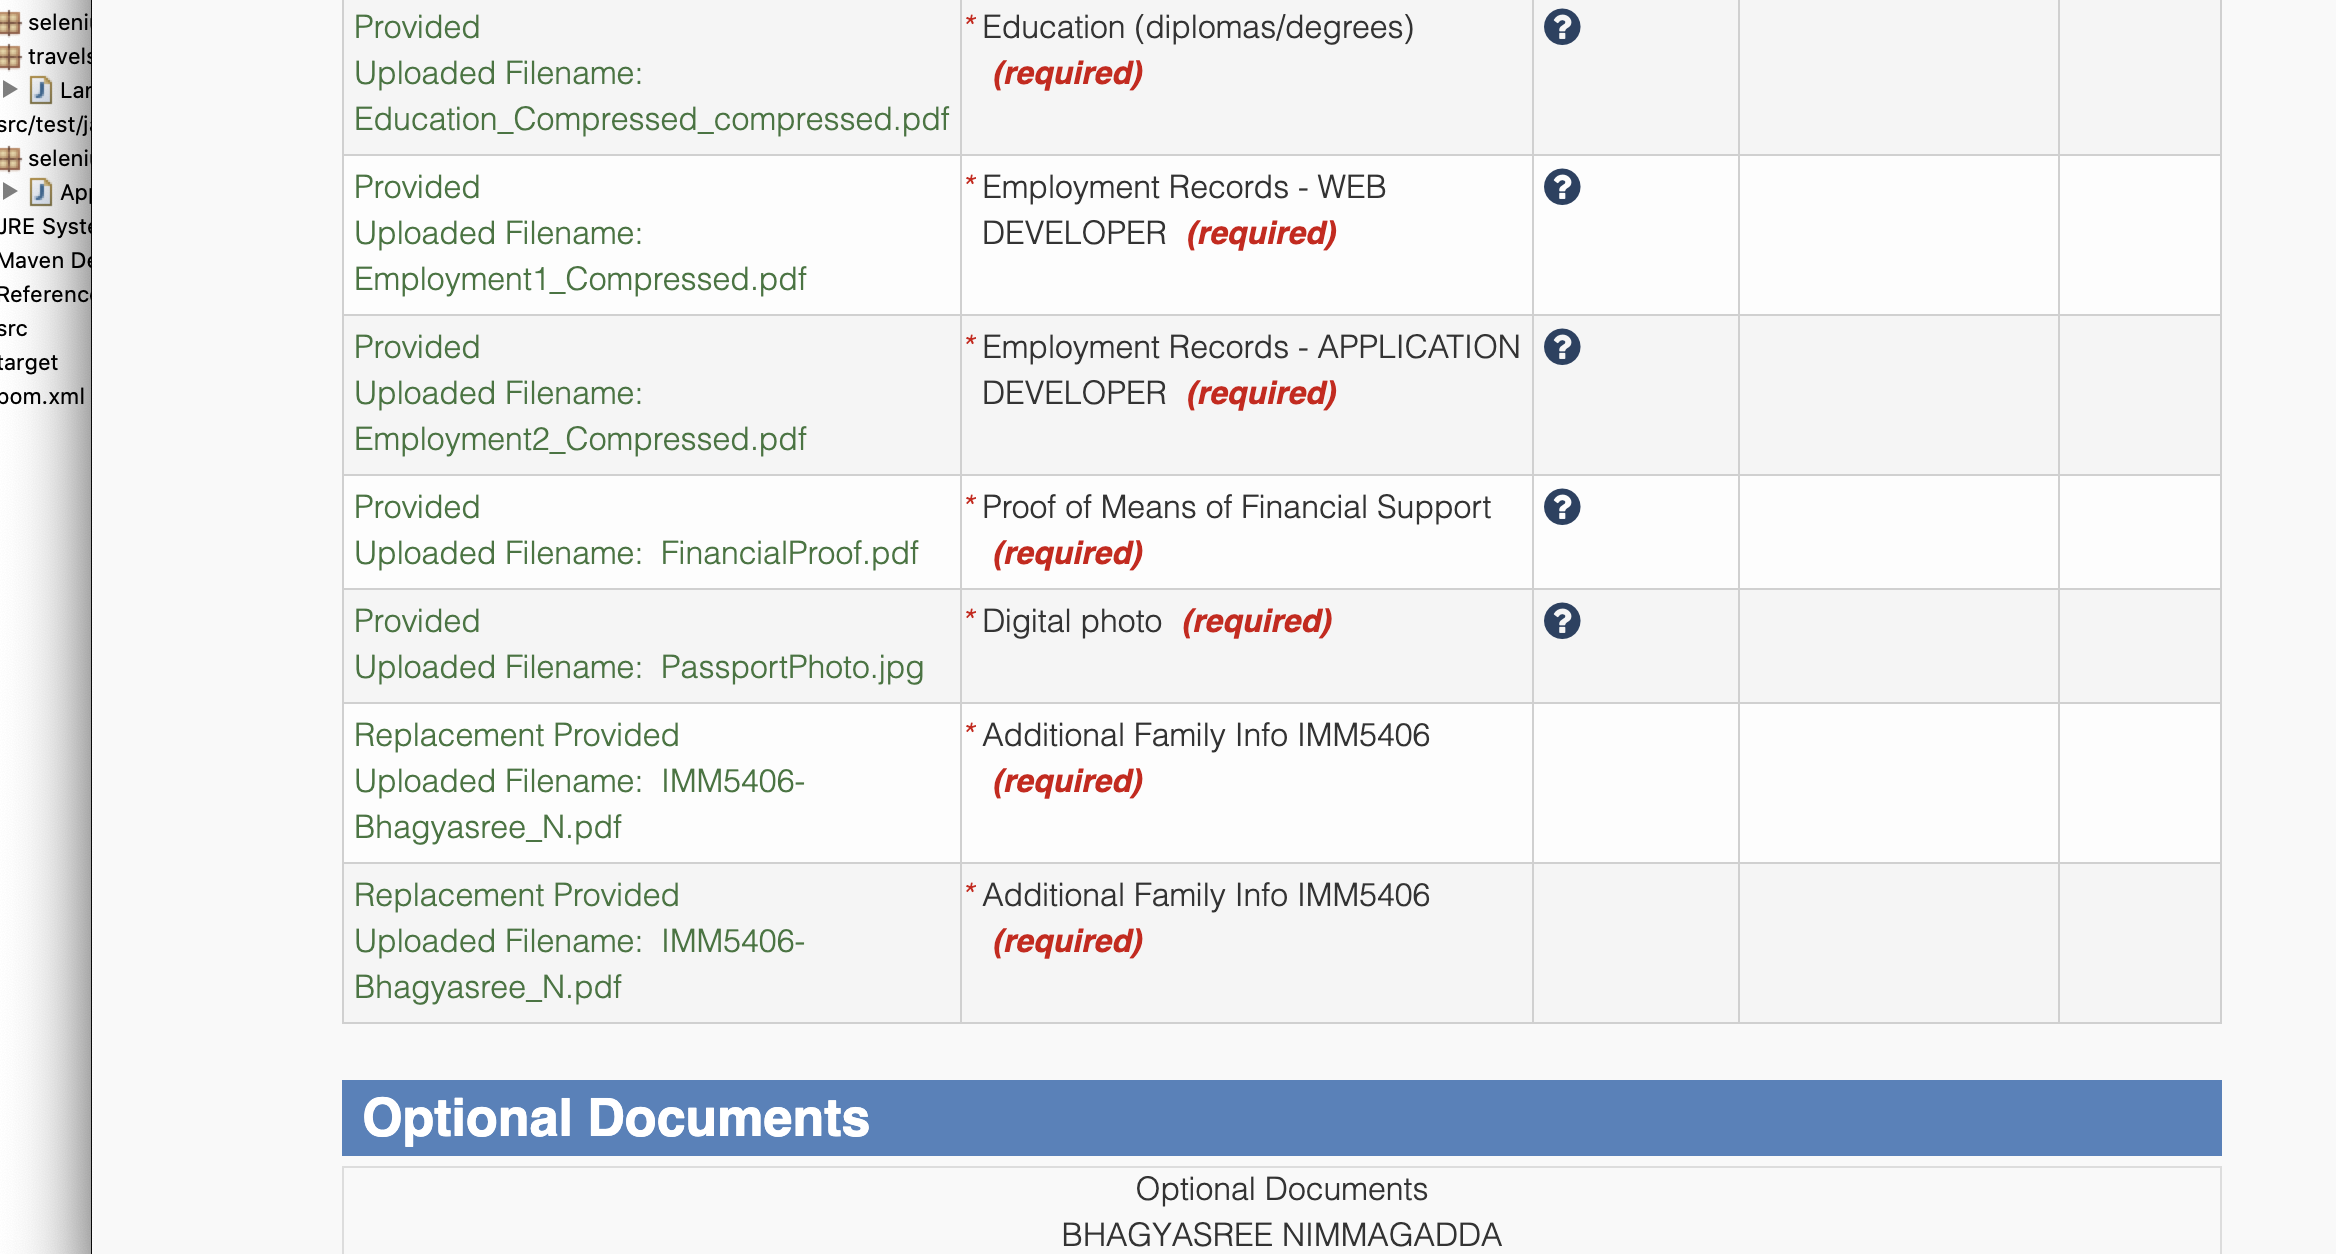 seleni
travels
Lar
src/test/j
seleni
App
JRE Syste
Maven De
Referenc
src
target
pom.xml
Provided
Uploaded Filename:
Education_Compressed_compressed.pdf
* Education (diplomas/degrees)
(required)
?
Provided
Uploaded Filename:
Employment1_Compressed.pdf
* Employment Records - WEB
DEVELOPER (required)
?
Provided
Uploaded Filename:
Employment2_Compressed.pdf
* Employment Records - APPLICATION
DEVELOPER (required)
?
Provided
Uploaded Filename: FinancialProof.pdf
* Proof of Means of Financial Support
(required)
?
Provided
Uploaded Filename: PassportPhoto.jpg
* Digital photo (required)
?
Replacement Provided
Uploaded Filename: IMM5406-
Bhagyasree_N.pdf
* Additional Family Info IMM5406
(required)
Replacement Provided
Uploaded Filename: IMM5406-
Bhagyasree_N.pdf
* Additional Family Info IMM5406
(required)
Optional Documents
Optional Documents
BHAGYASREE NIMMAGADDA